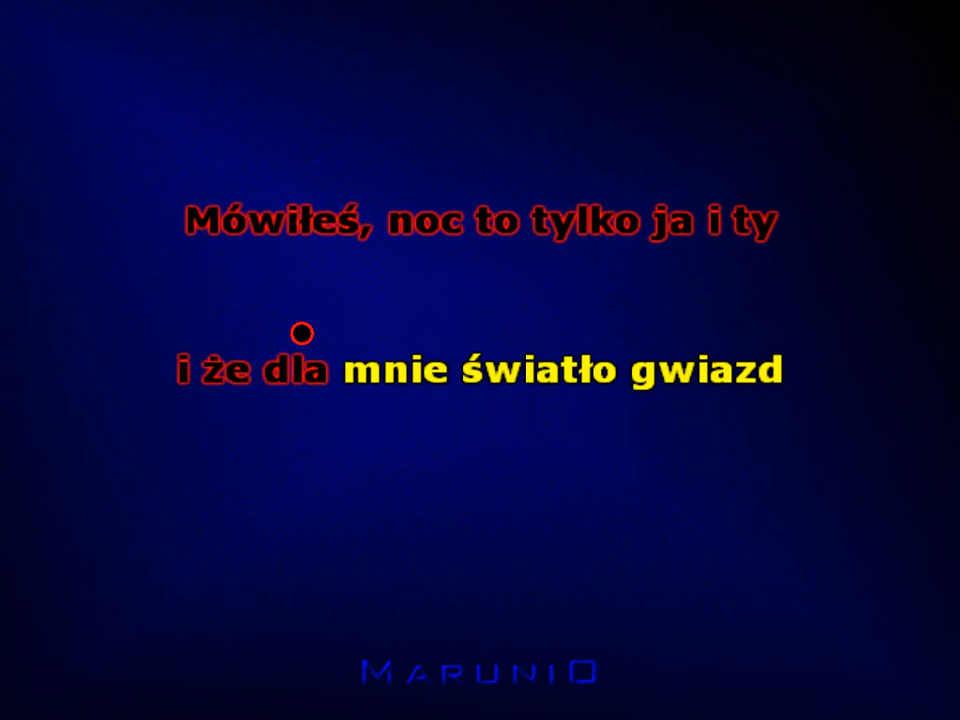 Mówiłeś, noc to tylko ja i ty
i że dla mnie światło gwiazd
MARUNIO